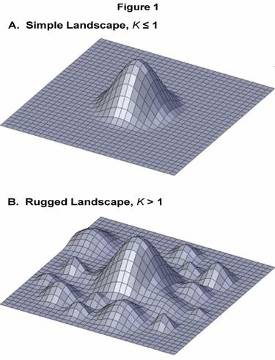 Figure 1
A. Simple Landscape, K ≤ 1
B. Rugged Landscape, K > 1